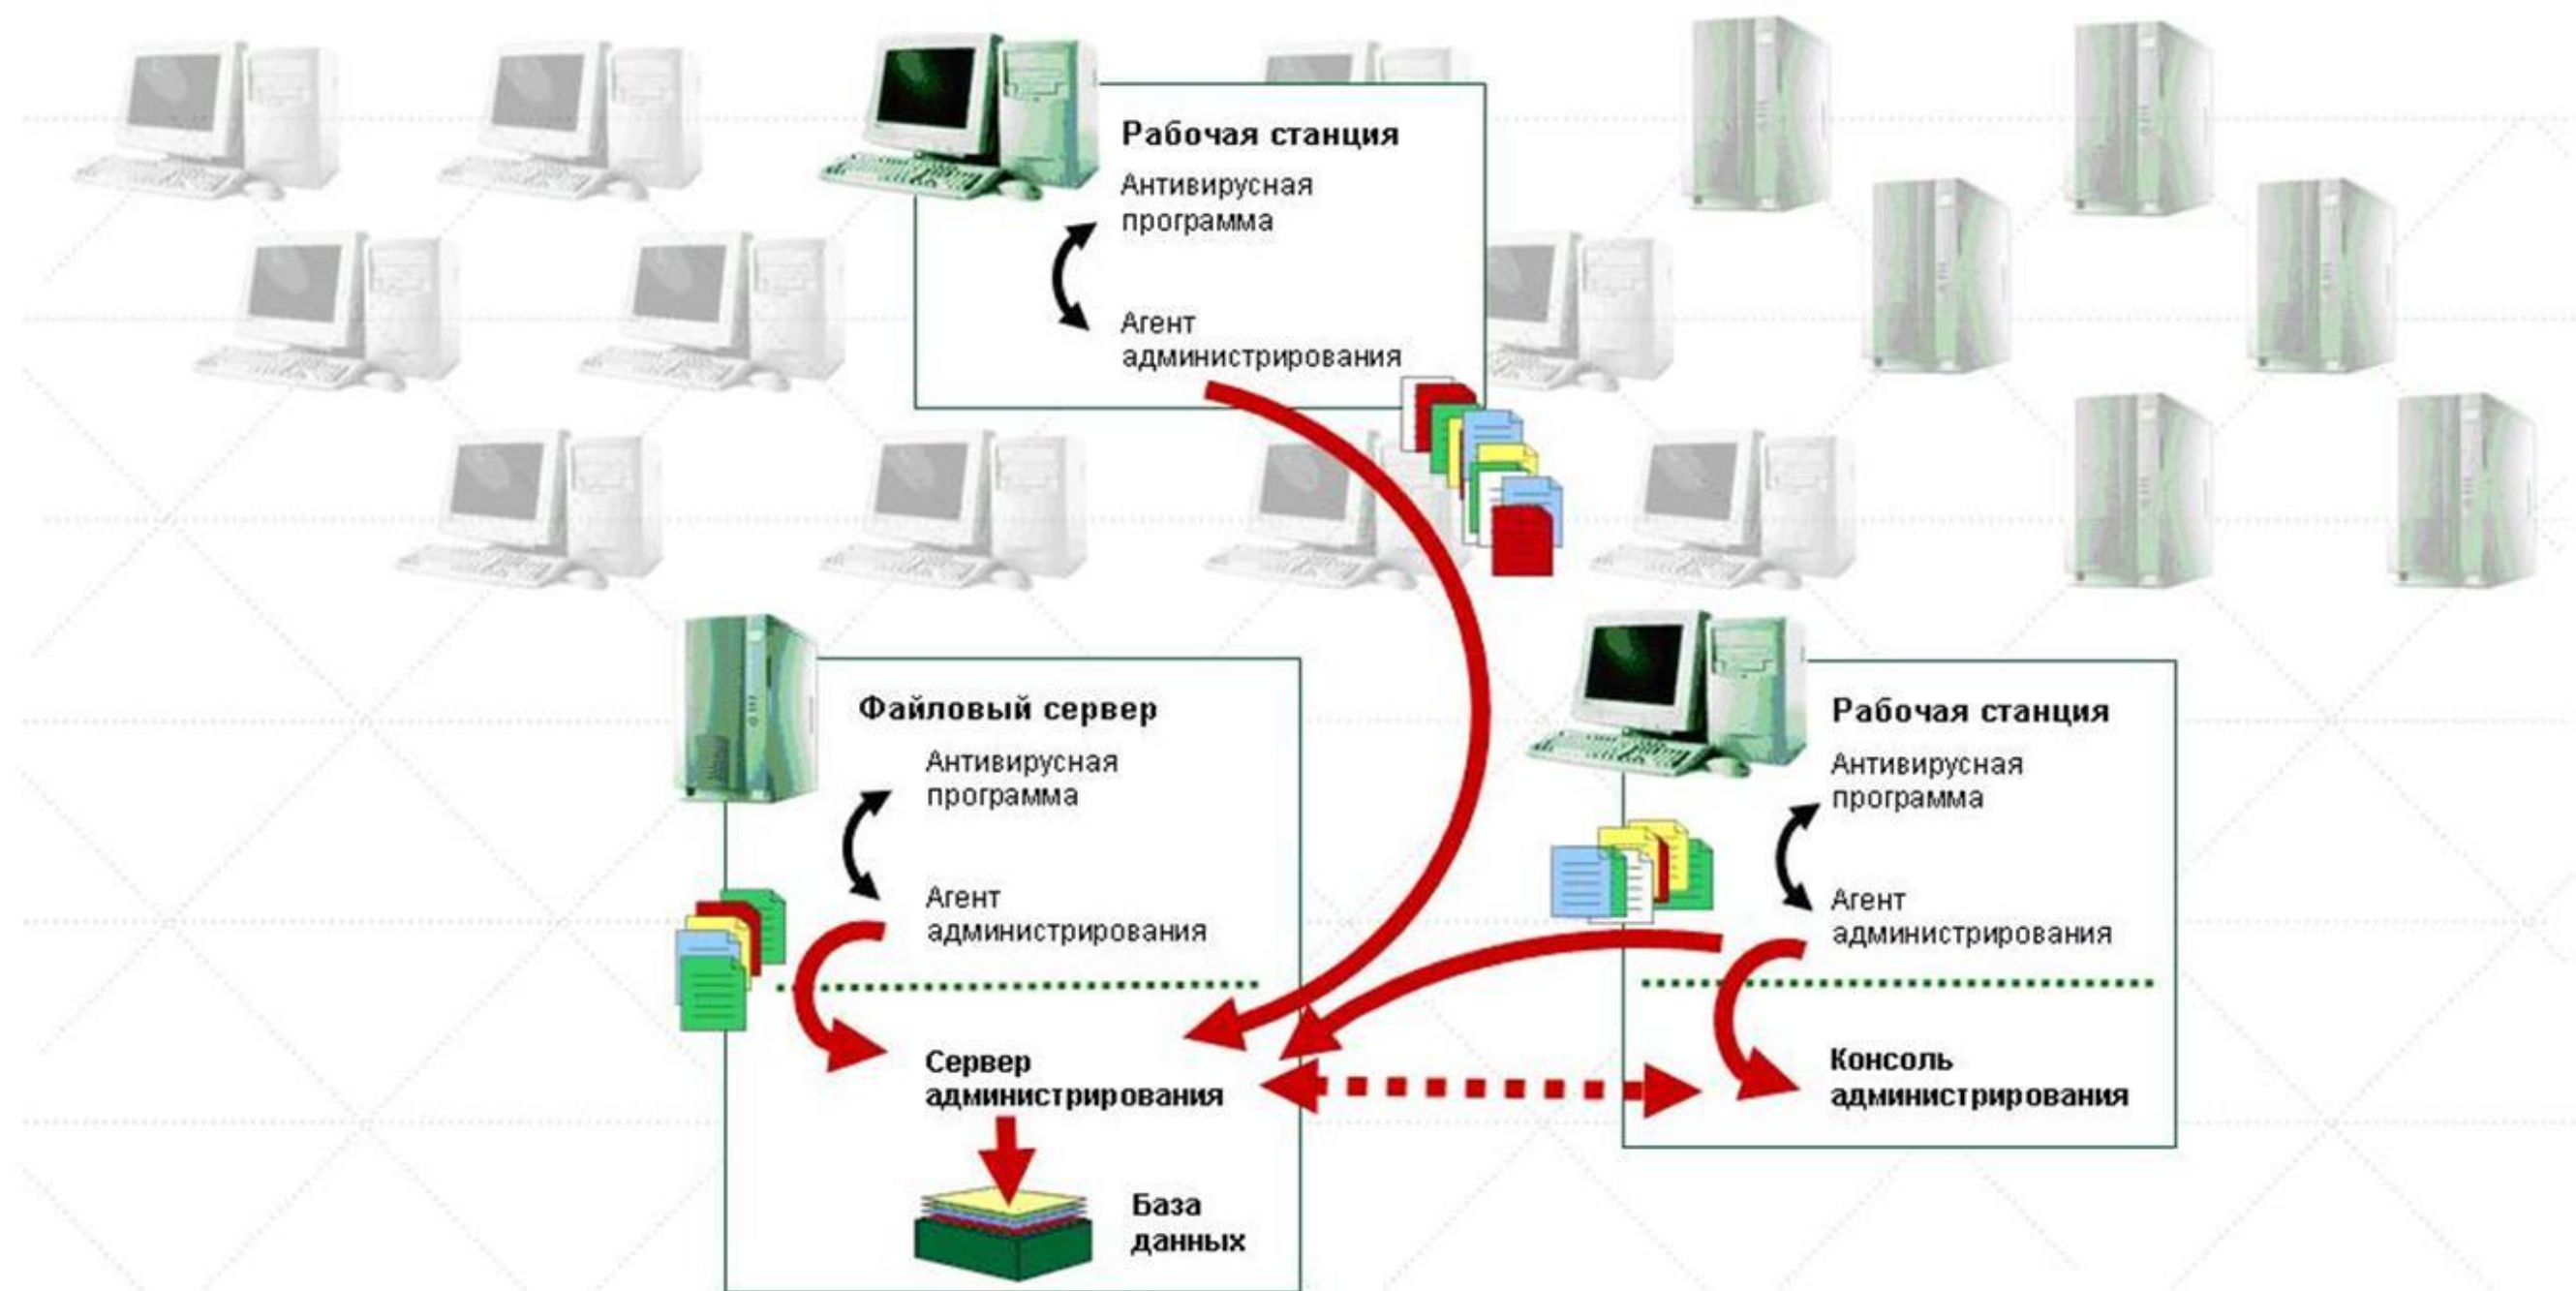 Рабочая станция
Антивирусная
программа
Агент
администрирования
Файловый сервер
Антивирусная
программа
Агент
администрирования
Сервер
администрирования
База
данных
Рабочая станция
Антивирусная
программа
Агент
администрирования
Консоль
администрирования